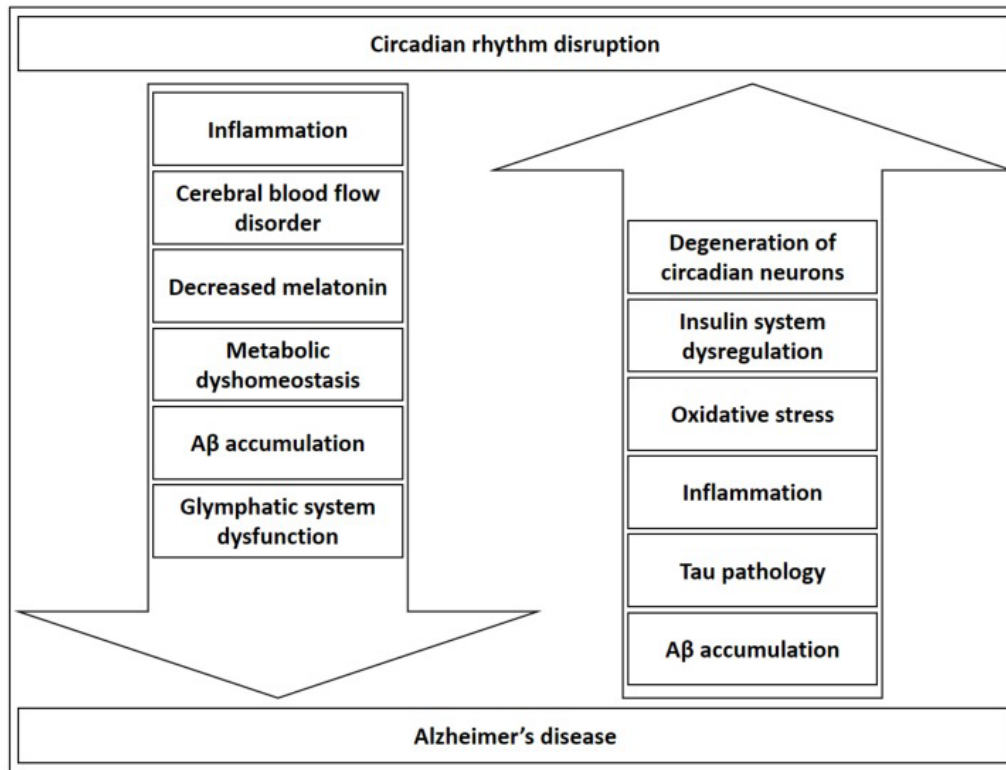 Circadian rhythm disruption
Inflammation
Cerebral blood flow
disorder
Decreased melatonin
Metabolic
dyshomeostasis
Aβ accumulation
Glymphatic system
dysfunction
Degeneration of
circadian neurons
Insulin system
dysregulation
Oxidative stress
Inflammation
Tau pathology
Aβ accumulation
Alzheimer’s disease